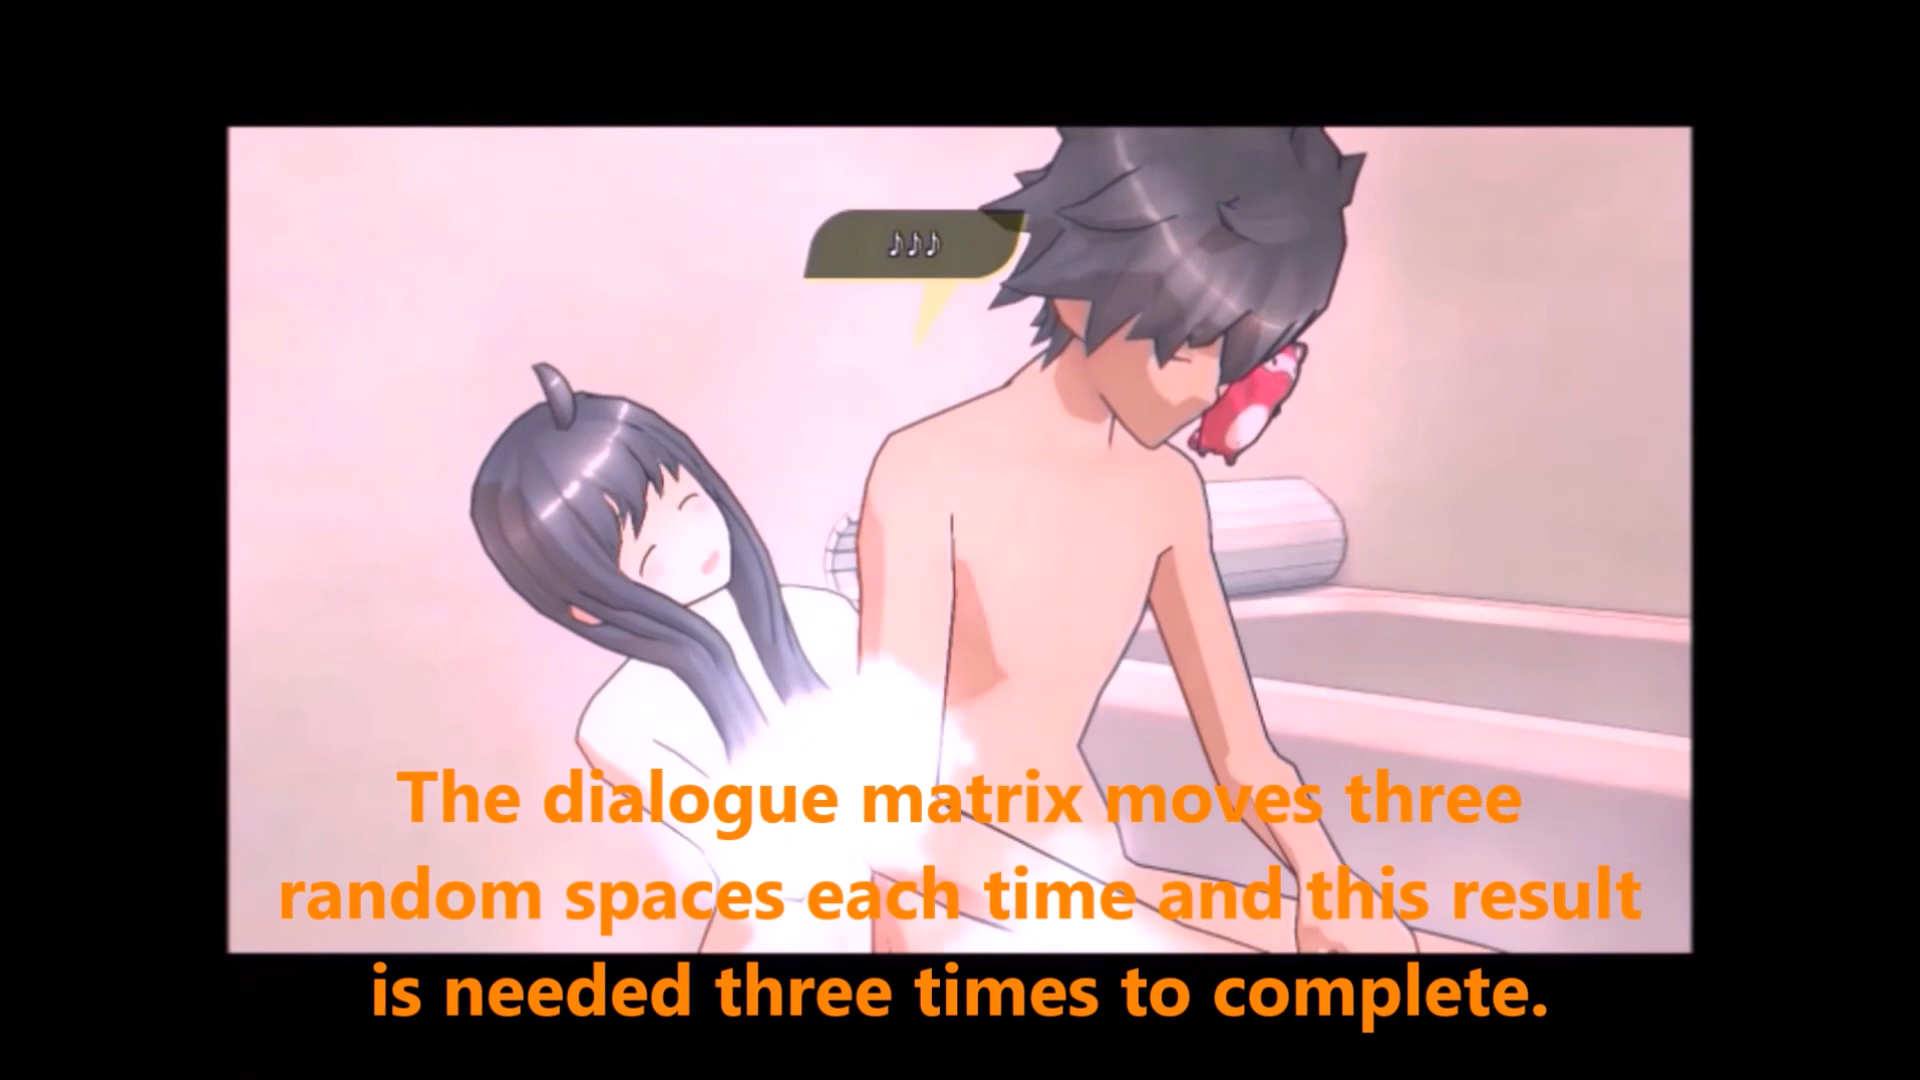 ♪♪♪
The dialogue matrix moves three
random spaces each time and this result
is needed three times to complete.